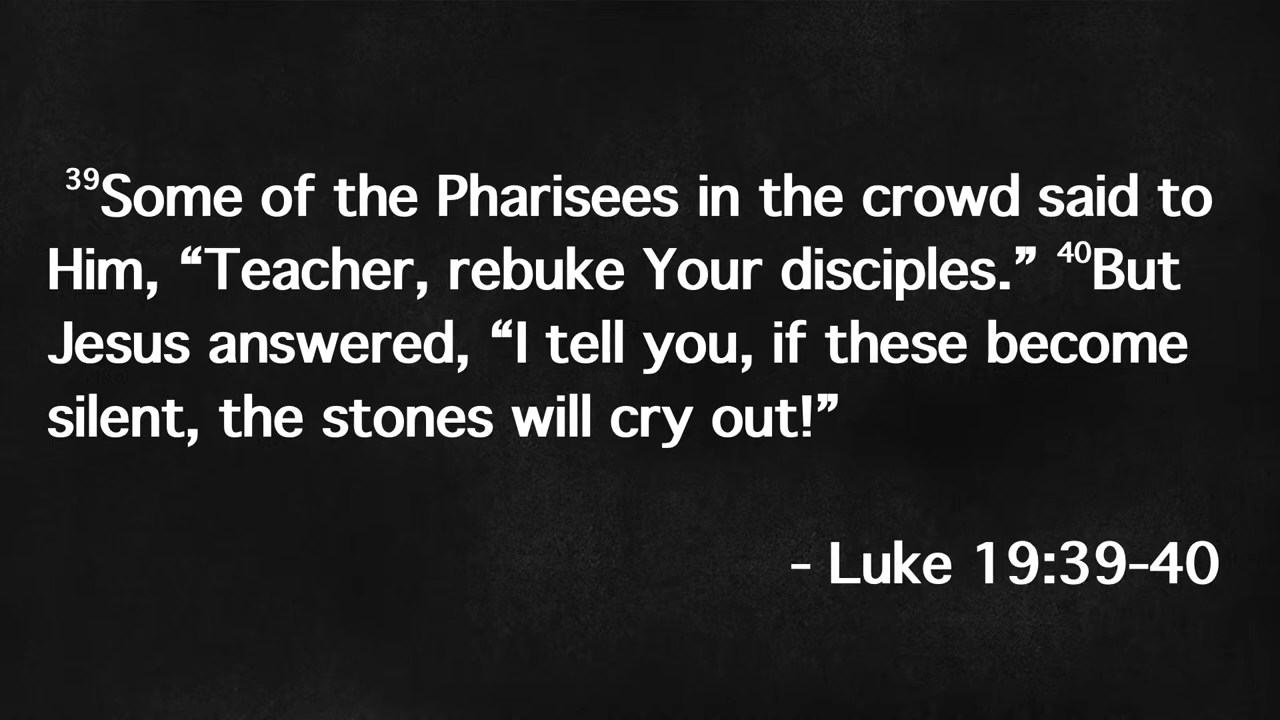 ³⁹Some of the Pharisees in the crowd said to
Him, “Teacher, rebuke Your disciples.” ⁴⁰But
Jesus answered, “I tell you, if these become
silent, the stones will cry out!”
- Luke 19:39-40